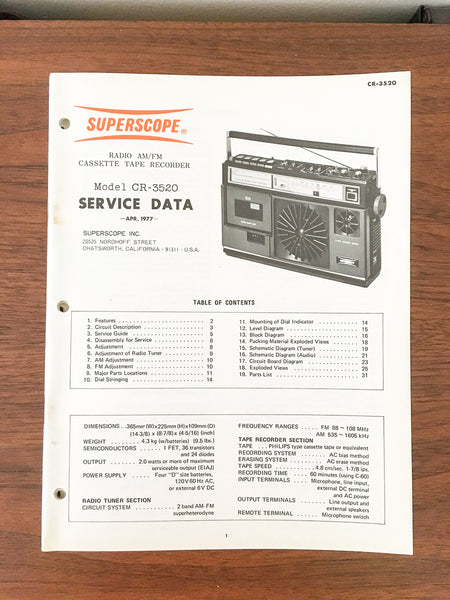 CR-3520
SUPERSCOPE®
RADIO AM/FM
CASSETTE TAPE RECORDER
Model CR-3520
SERVICE DATA
—APR. 1977—
SUPERSCOPE INC.
20525 NORDHOFF STREET
CHATSWORTH, CALIFORNIA - 91311 - U.S.A.
TABLE OF CONTENTS
1. Features 2
2. Circuit Description 3
3. Service Guide 5
4. Disassembly for Service 6
5. Adjustment 8
6. Adjustment of Radio Tuner 9
7. AM Adjustment 10
8. FM Adjustment 10
9. Major Parts Locations 11
10. Dial Stringing 14
11. Mounting of Dial Indicator 14
12. Level Diagram 15
13. Block Diagram 16
14. Packing Material Exploded Views 18
15. Schematic Diagram (Tuner) 19
16. Schematic Diagram (Audio) 21
17. Circuit Board Diagram 23
18. Exploded Views 25
19. Parts List 31
DIMENSIONS -365mm (W)x225mm (H)x109mm (D)
(14-3/8) x (8-7/8) x (4-5/16) (inch)
WEIGHT 4.3 kg (w/batteries) (9.5 lbs.)
SEMICONDUCTORS 1 FET, 36 transistors
and 24 diodes
OUTPUT 2.0 watts or more of maximum
serviceable output (EIAJ)
POWER SUPPLY Four "D" size batteries,
120V 60 Hz AC,
or external 6V DC
RADIO TUNER SECTION
CIRCUIT SYSTEM 2 band AM-FM
superheterodyne
FREQUENCY RANGES FM 88 ~ 108 MHz
AM 535 ~ 1605 kHz
TAPE RECORDER SECTION
TAPE PHILIPS type cassette tape or equivalent
RECORDING SYSTEM AC bias method
ERASING SYSTEM AC erase method
TAPE SPEED 4.8 cm/sec. 1-7/8 ips.
RECORDING TIME 60 minutes (using C-60)
INPUT TERMINALS Microphone, line input,
external DC terminal
and AC power
OUTPUT TERMINALS Line output and
external speakers
REMOTE TERMINAL Microphone switch
1